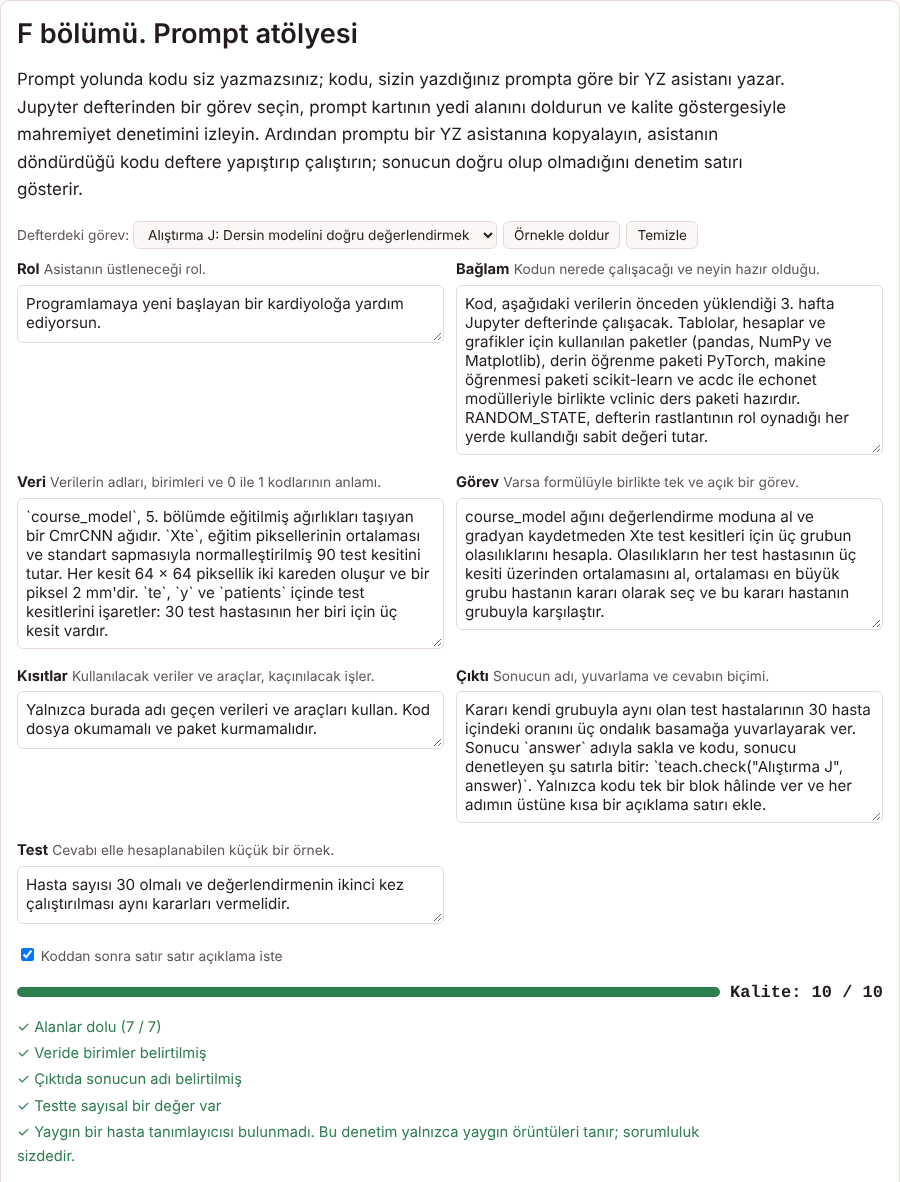 F bölümü. Prompt atölyesi
Prompt yolunda kodu siz yazmazsınız; kodu, sizin yazdığınız prompta göre bir YZ asistanı yazar.
Jupyter defterinden bir görev seçin, prompt kartının yedi alanını doldurun ve kalite göstergesiyle
mahremiyet denetimini izleyin. Ardından promptu bir YZ asistanına kopyalayın, asistanın
döndürdüğü kodu deftere yapıştırıp çalıştırın; sonucun doğru olup olmadığını denetim satırı
gösterir.
Defterdeki görev: Alıştırma J: Dersin modelini doğru değerlendirmek Örnekle doldur Temizle
Rol Asistanın üstleneceği rol.
Programlamaya yeni başlayan bir kardiyoloğa yardım
ediyorsun.
Bağlam Kodun nerede çalışacağı ve neyin hazır olduğu.
Kod, aşağıdaki verilerin önceden yüklendiği 3. hafta
Jupyter defterinde çalışacak. Tablolar, hesaplar ve
grafikler için kullanılan paketler (pandas, NumPy ve
Matplotlib), derin öğrenme paketi PyTorch, makine
öğrenmesi paketi scikit-learn ve acdc ile echonet
modülleriyle birlikte vclinic ders paketi hazırdır.
RANDOM_STATE, defterin rastlantının rol oynadığı her
yerde kullandığı sabit değeri tutar.
Veri Verilerin adları, birimleri ve 0 ile 1 kodlarının anlamı.
`course_model`, 5. bölümde eğitilmiş ağırlıkları taşıyan
bir CmrCNN ağıdır. `Xte`, eğitim piksellerinin ortalaması
ve standart sapmasıyla normalleştirilmiş 90 test kesitini
tutar. Her kesit 64 × 64 piksellik iki kareden oluşur ve bir
piksel 2 mm'dir. `te`, `y` ve `patients` içinde test
kesitlerini işaretler: 30 test hastasının her biri için üç
kesit vardır.
Görev Varsa formülüyle birlikte tek ve açık bir görev.
course_model ağını değerlendirme moduna al ve
gradyan kaydetmeden Xte test kesitleri için üç grubun
olasılıklarını hesapla. Olasılıkların her test hastasının üç
kesiti üzerinden ortalamasını al, ortalaması en büyük
grubu hastanın kararı olarak seç ve bu kararı hastanın
grubuyla karşılaştır.
Kısıtlar Kullanılacak veriler ve araçlar, kaçınılacak işler.
Yalnızca burada adı geçen verileri ve araçları kullan. Kod
dosya okumamalı ve paket kurmamalıdır.
Çıktı Sonucun adı, yuvarlama ve cevabın biçimi.
Kararı kendi grubuyla aynı olan test hastalarının 30 hasta
içindeki oranını üç ondalık basamağa yuvarlayarak ver.
Sonucu `answer` adıyla sakla ve kodu, sonucu
denetleyen şu satırla bitir: `teach.check("Alıştırma J",
answer)`. Yalnızca kodu tek bir blok hâlinde ver ve her
adımın üstüne kısa bir açıklama satırı ekle.
Test Cevabı elle hesaplanabilen küçük bir örnek.
Hasta sayısı 30 olmalı ve değerlendirmenin ikinci kez
çalıştırılması aynı kararları vermelidir.
Koddan sonra satır satır açıklama iste
Kalite: 10 / 10
✓ Alanlar dolu (7 / 7)
✓ Veride birimler belirtilmiş
✓ Çıktıda sonucun adı belirtilmiş
✓ Testte sayısal bir değer var
✓ Yaygın bir hasta tanımlayıcısı bulunmadı. Bu denetim yalnızca yaygın örüntüleri tanır; sorumluluk
sizdedir.